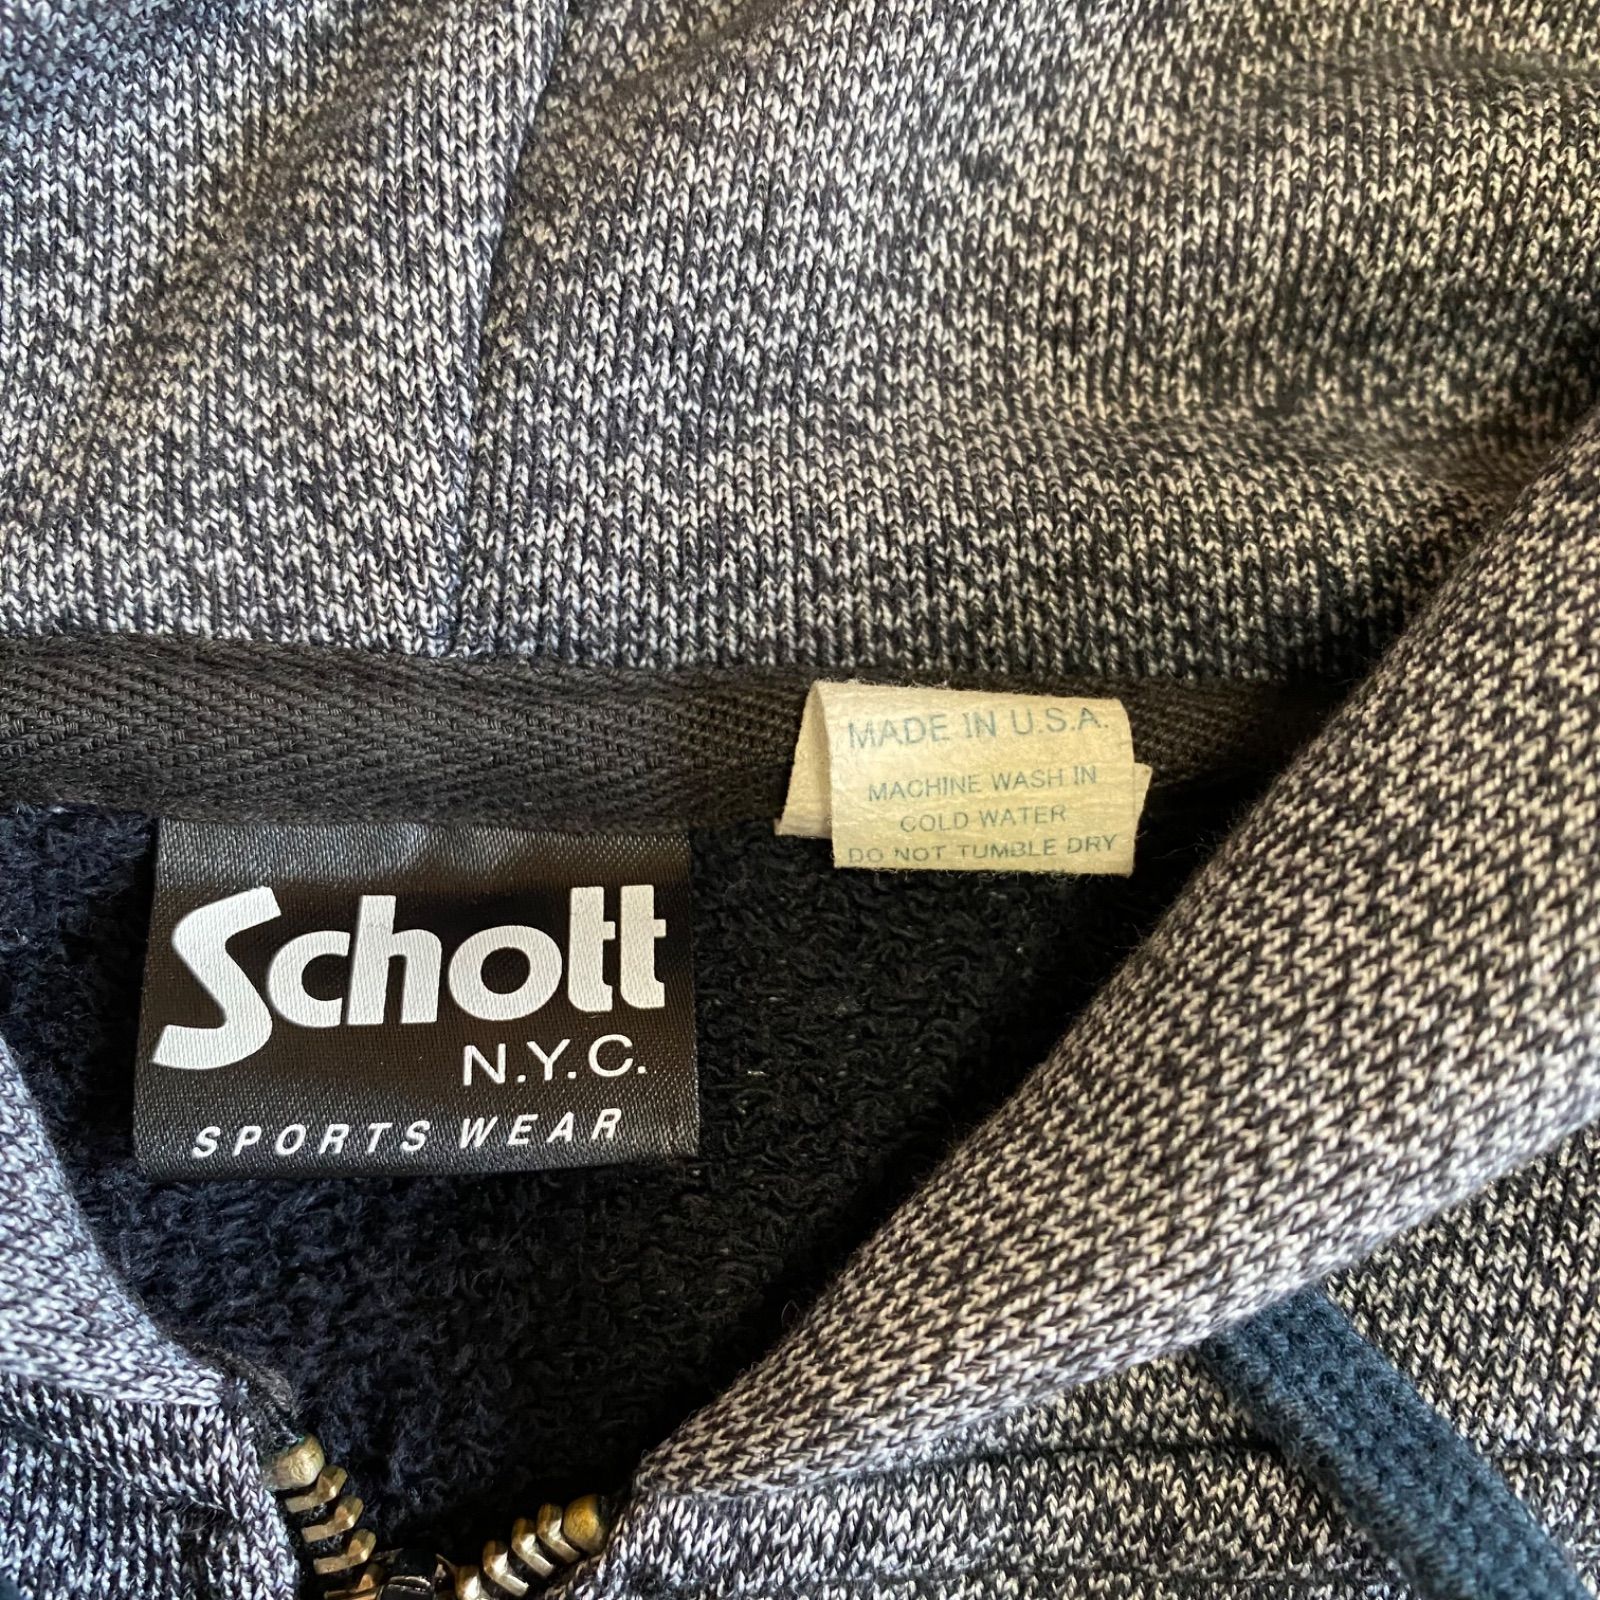 MADE IN U.S.A.
MACHINE WASH IN
COLD WATER
DO NOT TUMBLE DRY
Schott
N.Y.C.
SPORTS WEAR